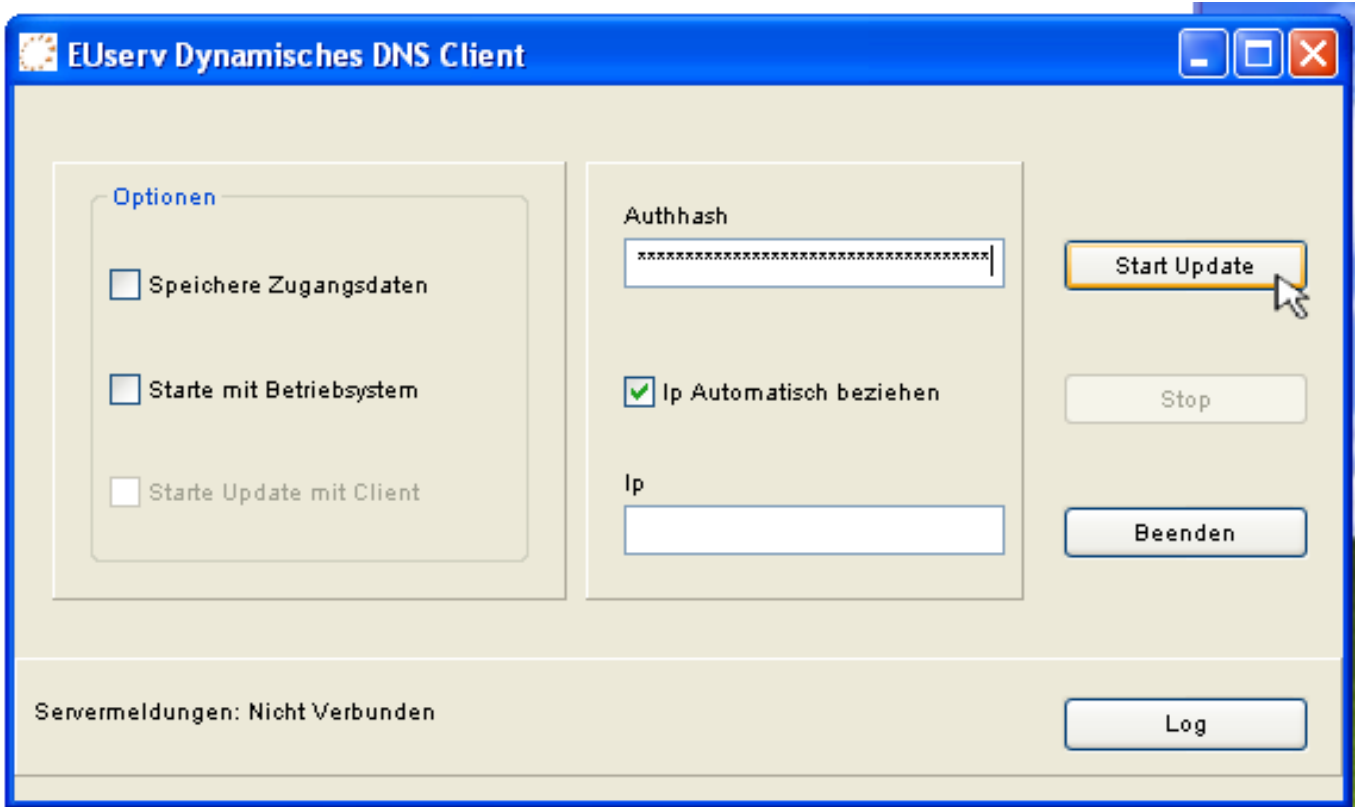 EUserv Dynamisches DNS Client
Optionen
Speichere Zugangsdaten
Starte mit Betriebsystem
Starte Update mit Client
Authhash
**************************************
Ip Automatisch beziehen
Ip
Start Update
Stop
Beenden
Servermeldungen: Nicht Verbunden
Log